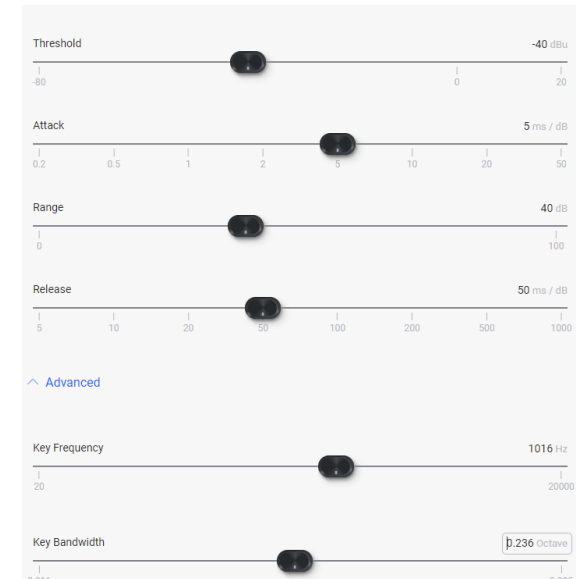 Threshold -40 dBu
-80 0 20
Attack 5 ms / dB
0.2 0.5 1 2 5 10 20 50
Range 40 dB
0 100
Release 50 ms / dB
5 10 20 50 100 200 500 1000
Advanced
Key Frequency 1016 Hz
20 20000
Key Bandwidth 0.236 Octave